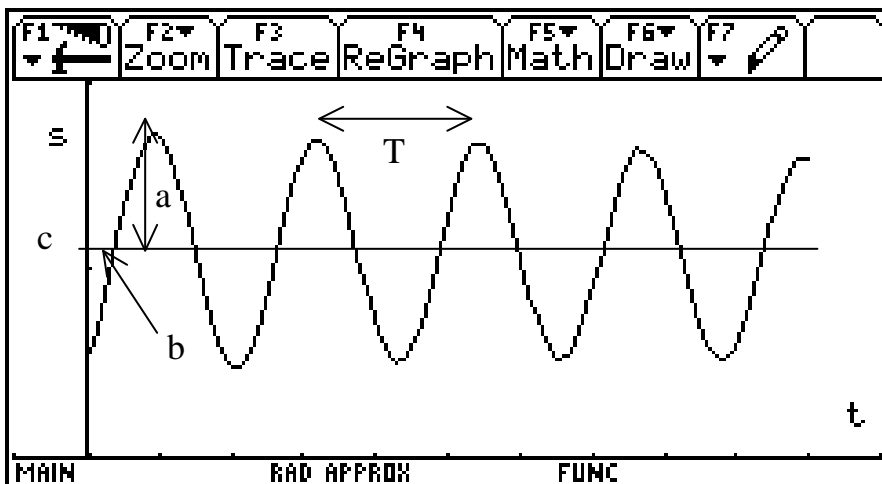 F1 F2 Zoom F3 Trace F4 ReGraph F5 Math F6 Draw F7
s
T
a
c
b
t
MAIN RAD APPROX FUNC